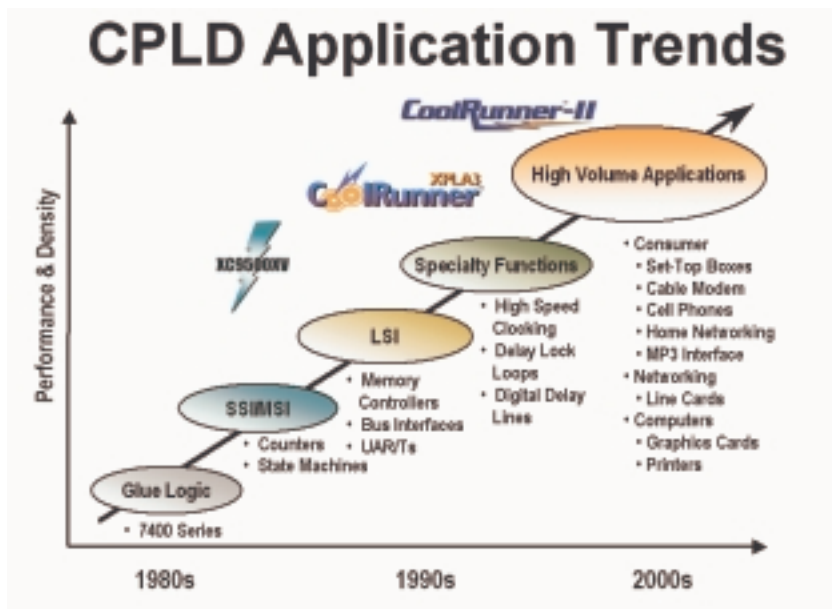 CPLD Application Trends
CoolRunner-II
High Volume Applications
XPLA3
CoolRunner
XC9500XV
Performance & Density
Specialty Functions
• High Speed
Clocking
• Delay Lock
Loops
• Digital Delay
Lines
• Consumer
• Set-Top Boxes
• Cable Modem
• Cell Phones
• Home Networking
• MP3 Interface
• Networking
• Line Cards
• Computers
• Graphics Cards
• Printers
LSI
• Memory
Controllers
• Bus Interfaces
• UAR/Ts
SSI/MSI
• Counters
• State Machines
Glue Logic
• 7400 Series
1980s
1990s
2000s